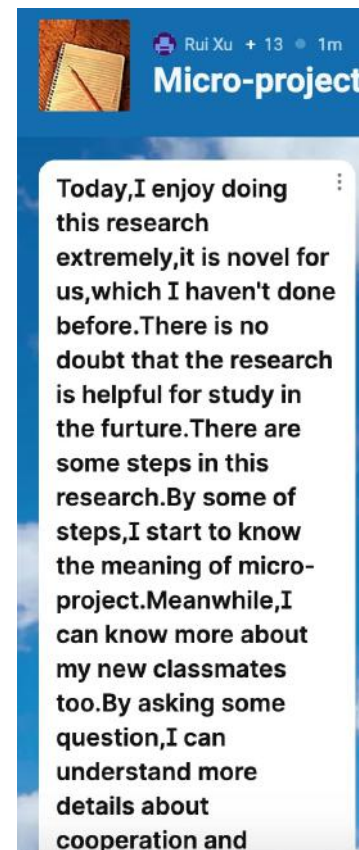 Rui Xu + 13 • 1m
Micro-project
Today,I enjoy doing
this research
extremely,it is novel for
us,which I haven't done
before.There is no
doubt that the research
is helpful for study in
the furture.There are
some steps in this
research.By some of
steps,I start to know
the meaning of micro-
project.Meanwhile,I
can know more about
my new classmates
too.By asking some
question,I can
understand more
details about
cooperation and